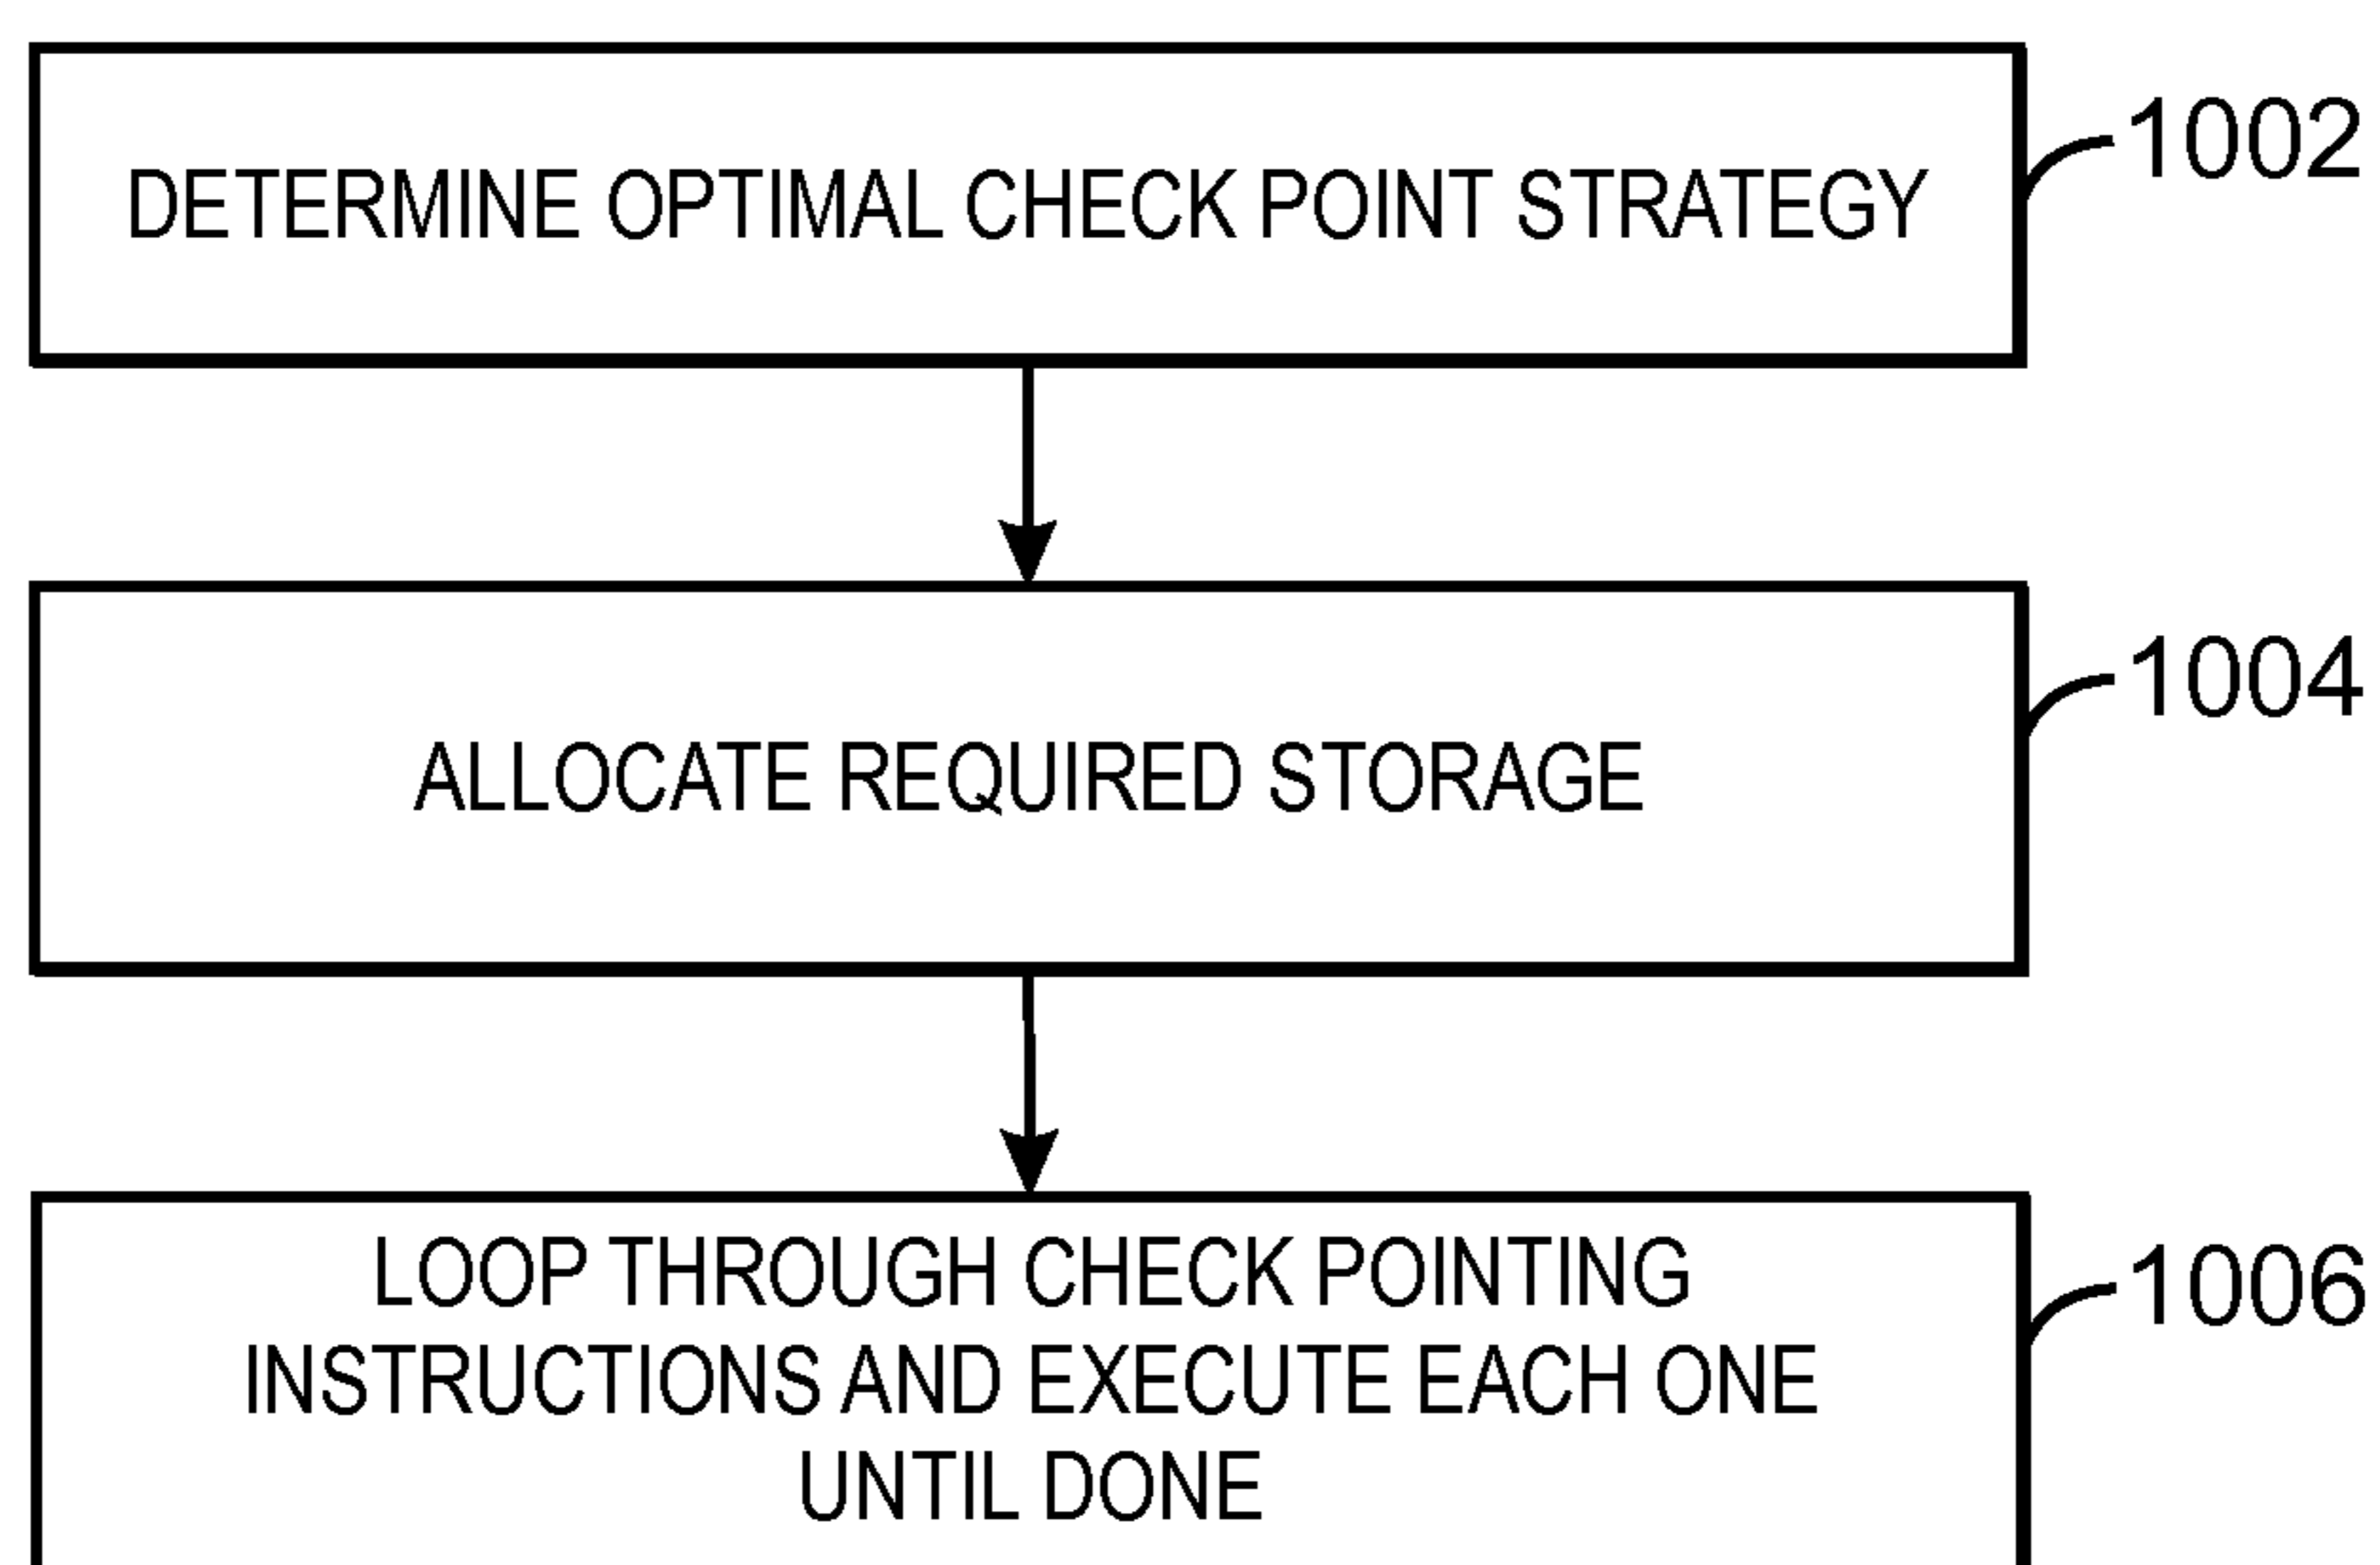 DETERMINE OPTIMAL CHECK POINT STRATEGY
1002
ALLOCATE REQUIRED STORAGE
1004
LOOP THROUGH CHECK POINTING
INSTRUCTIONS AND EXECUTE EACH ONE
UNTIL DONE
1006